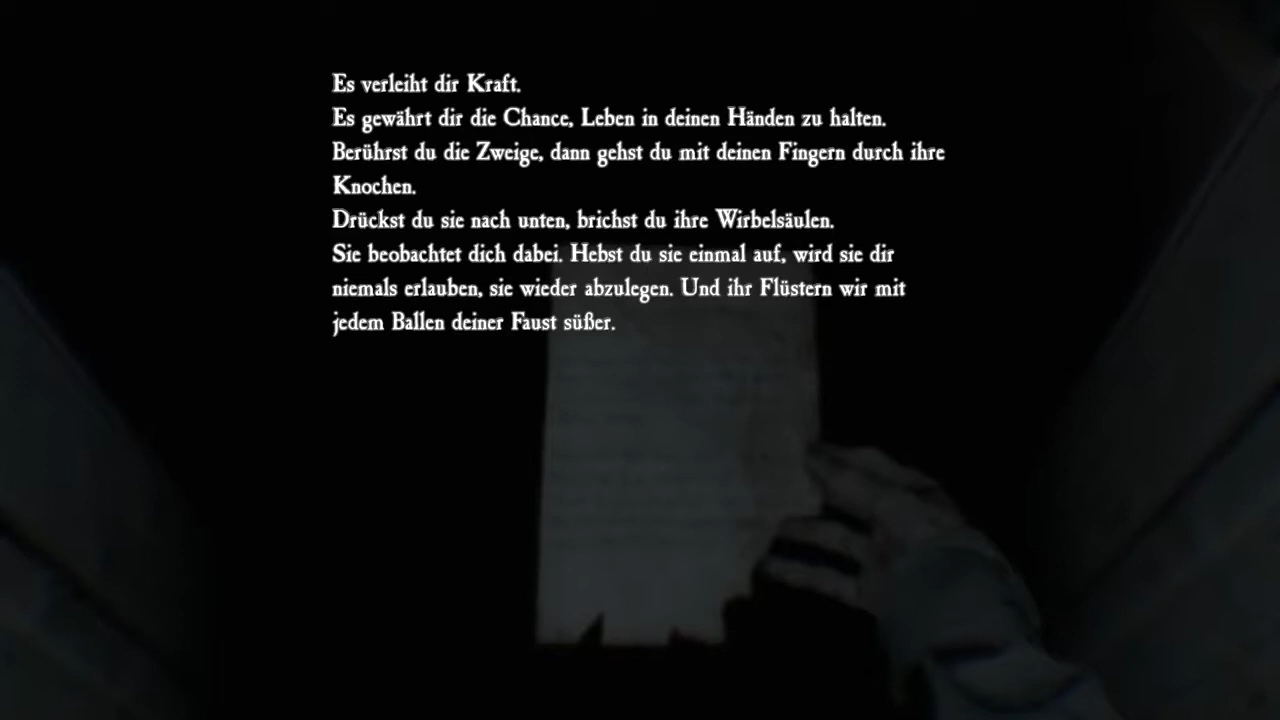 Es verleiht dir Kraft.
Es gewährt dir die Chance, Leben in deinen Händen zu halten.
Berührst du die Zweige, dann gehst du mit deinen Fingern durch ihre
Knochen.
Drückst du sie nach unten, brichst du ihre Wirbelsäulen.
Sie beobachtet dich dabei. Hebst du sie einmal auf, wird sie dir
niemals erlauben, sie wieder abzulegen. Und ihr Flüstern wir mit
jedem Ballen deiner Faust süßer.